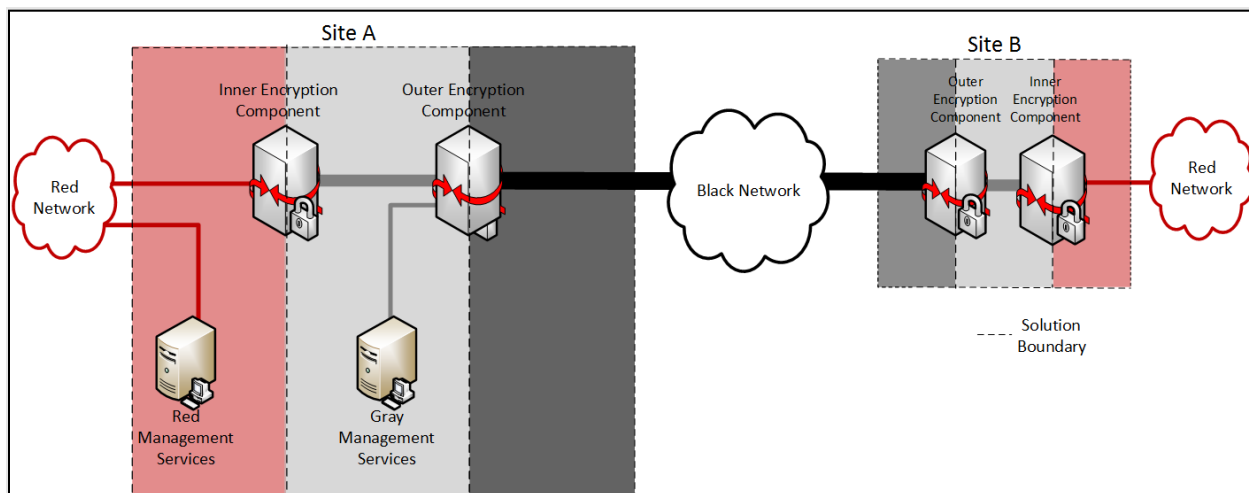 Site A
Inner Encryption
Component
Outer Encryption
Component
Red
Network
Red
Management
Services
Gray
Management
Services
Black Network
Site B
Outer
Encryption
Component
Inner
Encryption
Component
Red
Network
Solution
Boundary